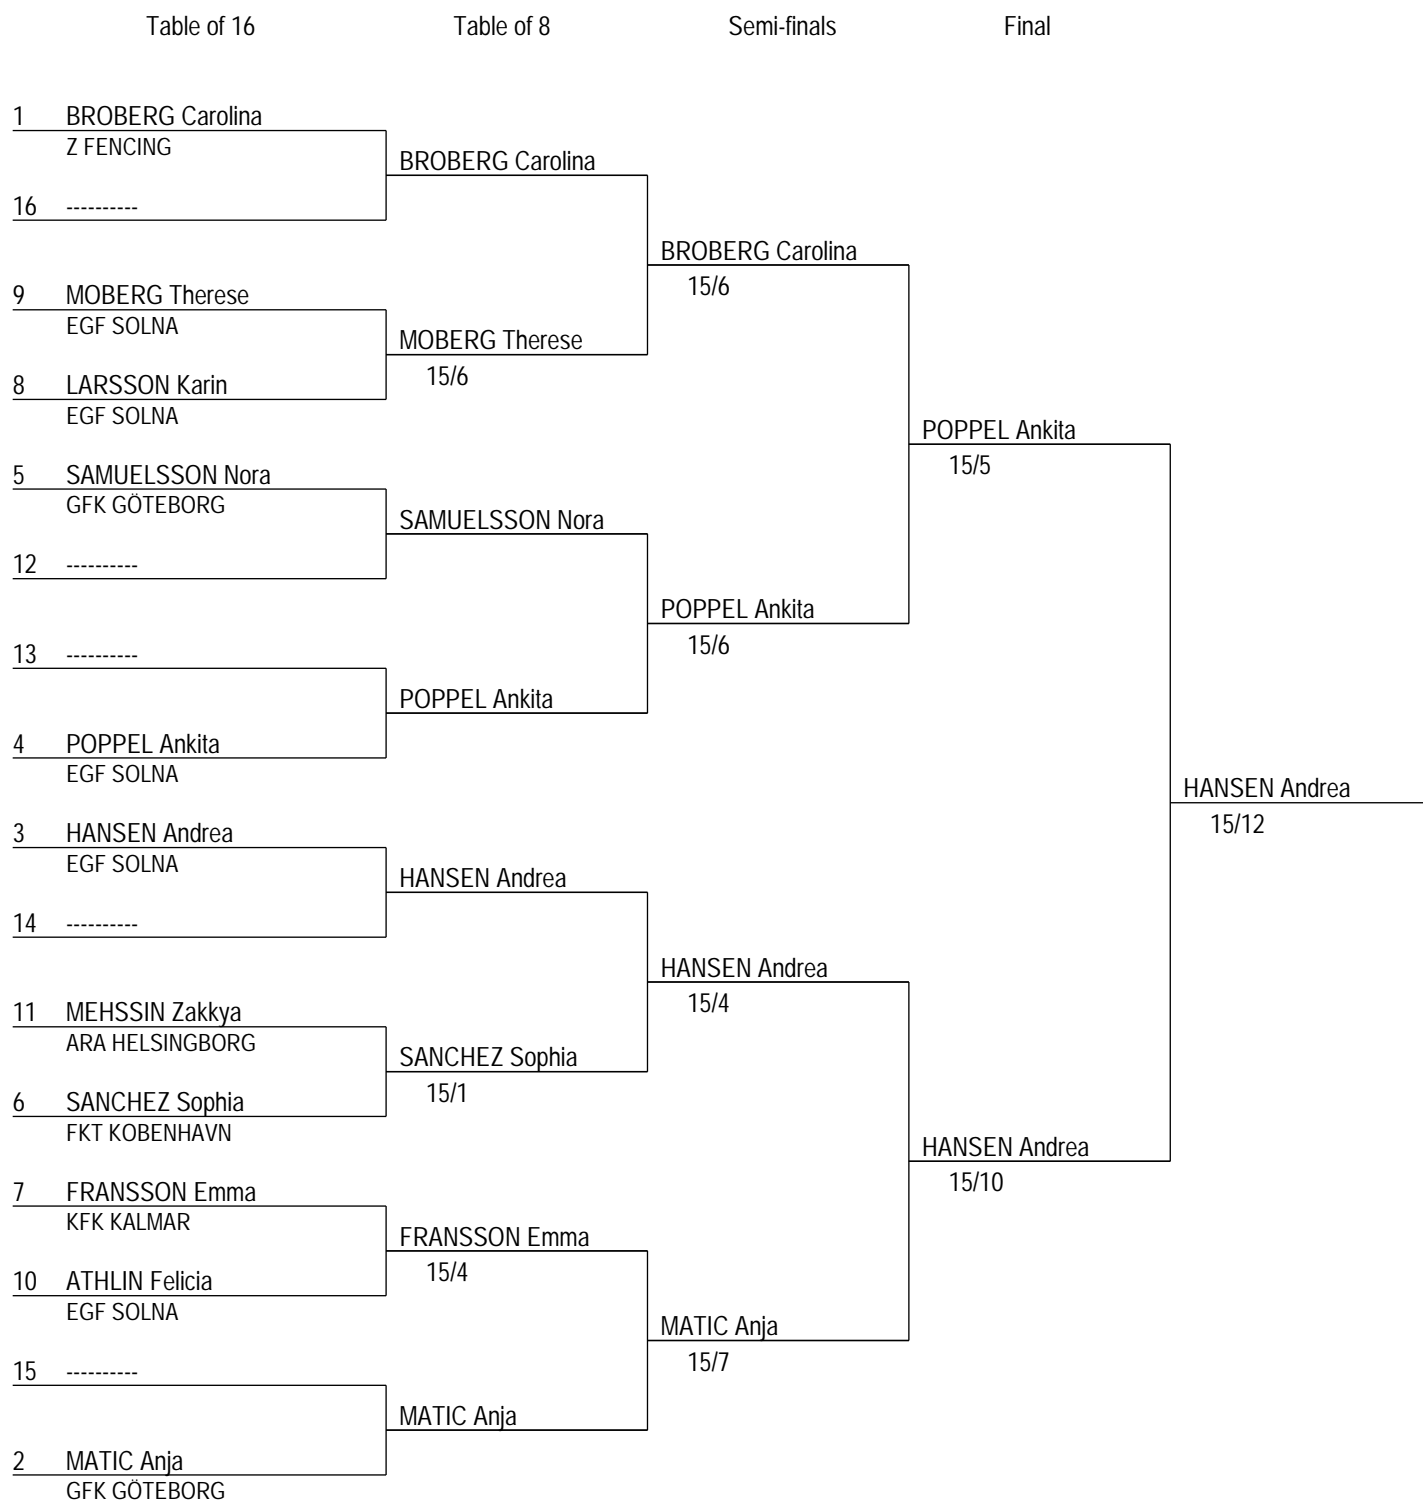 Table of 16 Table of 8 Semi-finals Final
1 BROBERG Carolina
Z FENCING
BROBERG Carolina
16 ----------
BROBERG Carolina
15/6
9 MOBERG Therese
EGF SOLNA
MOBERG Therese
15/6
8 LARSSON Karin
EGF SOLNA
POPPEL Ankita
15/5
5 SAMUELSSON Nora
GFK GÖTEBORG
SAMUELSSON Nora
12 ----------
POPPEL Ankita
15/6
13 ----------
POPPEL Ankita
4 POPPEL Ankita
EGF SOLNA
HANSEN Andrea
15/12
3 HANSEN Andrea
EGF SOLNA
HANSEN Andrea
14 ----------
HANSEN Andrea
15/4
11 MEHSSIN Zakkya
ARA HELSINGBORG
SANCHEZ Sophia
15/1
6 SANCHEZ Sophia
FKT KOBENHAVN
HANSEN Andrea
15/10
7 FRANSSON Emma
KFK KALMAR
FRANSSON Emma
15/4
10 ATHLIN Felicia
EGF SOLNA
MATIC Anja
15/7
15 ----------
MATIC Anja
2 MATIC Anja
GFK GÖTEBORG